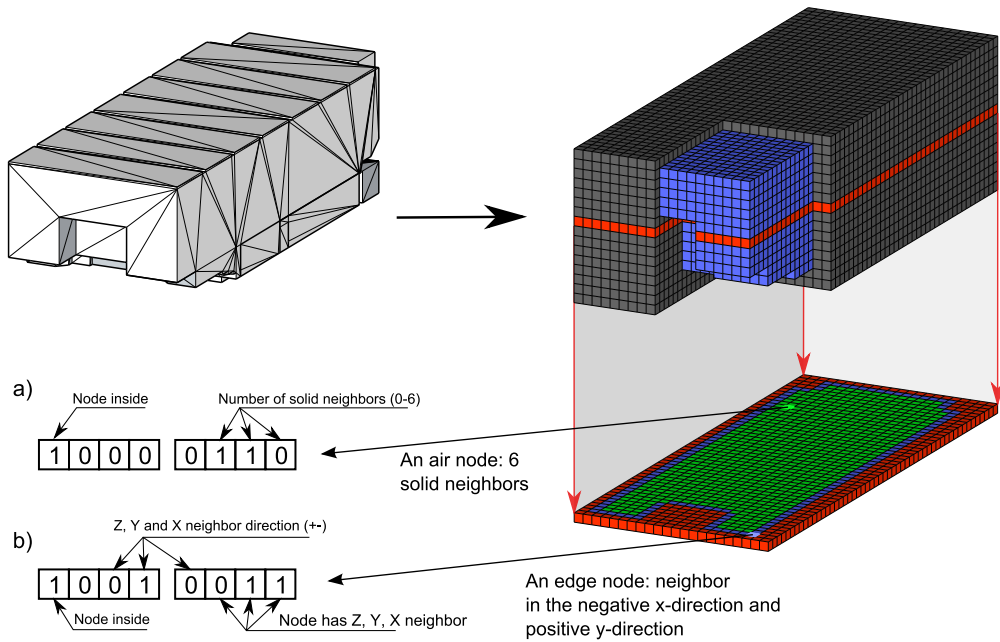 a)
Node inside
Number of solid neighbors (0-6)
1 0 0 0 0 1 1 0
An air node: 6
solid neighbors
b)
Z, Y and X neighbor direction (+-)
1 0 0 1 0 0 1 1
Node inside
Node has Z, Y, X neighbor
An edge node: neighbor
in the negative x-direction and
positive y-direction